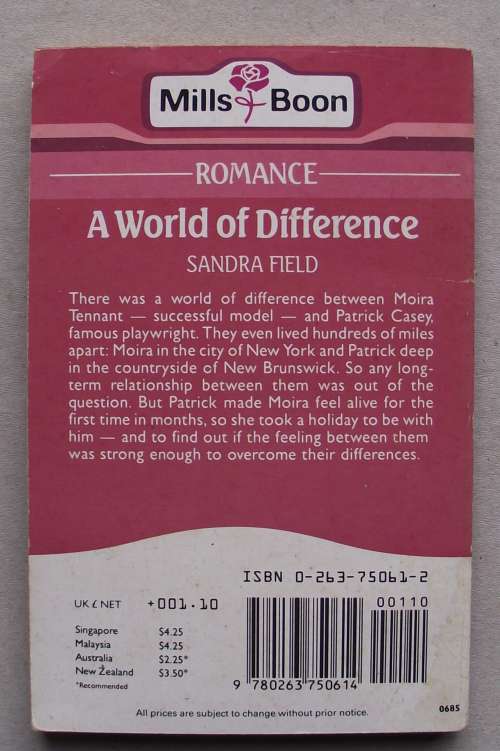 Mills & Boon
ROMANCE
A World of Difference
SANDRA FIELD
There was a world of difference between Moira
Tennant — successful model — and Patrick Casey,
famous playwright. They even lived hundreds of miles
apart: Moira in the city of New York and Patrick deep
in the countryside of New Brunswick. So any long-
term relationship between them was out of the
question. But Patrick made Moira feel alive for the
first time in months, so she took a holiday to be with
him — and to find out if the feeling between them
was strong enough to overcome their differences.
ISBN 0-263-75061-2
UK £ NET +001.10
00110
Singapore $4.25
Malaysia $4.25
Australia $2.25*
New Zealand $3.50*
*Recommended
9 780263 750614
All prices are subject to change without prior notice.
0685